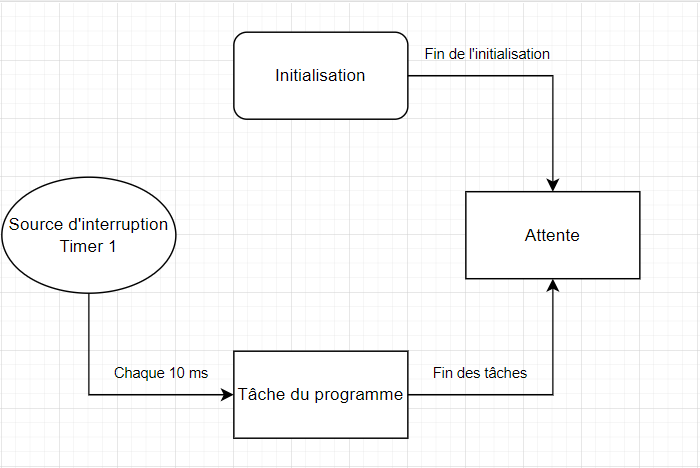 Fin de l'initialisation
Initialisation
Source d'interruption
Timer 1
Attente
Chaque 10 ms
Fin des tâches
Tâche du programme